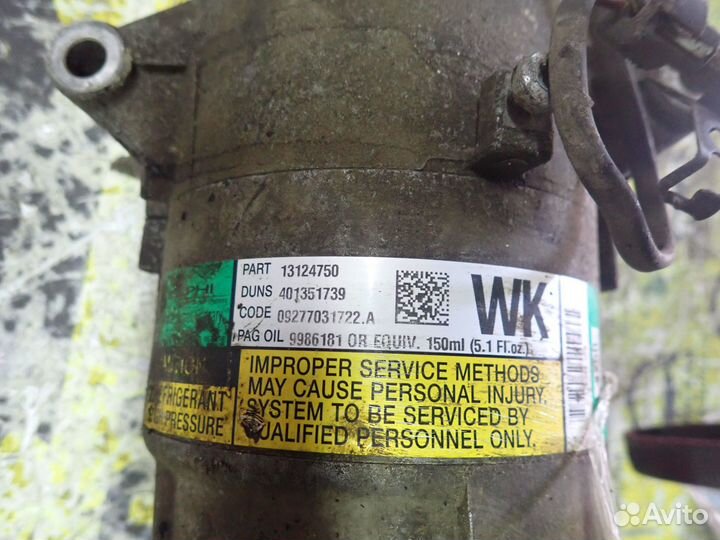 PART 13124750
DUNS 401351739
CODE 09277031722.A
WK
PAG OIL 9986181 OR EQUIV. 150ml (5.1 Fl.oz.)
IMPROPER SERVICE METHODS
MAY CAUSE PERSONAL INJURY.
SYSTEM TO BE SERVICED BY
QUALIFIED PERSONNEL ONLY.
REFRIGERANT
PRESSURE
Avito